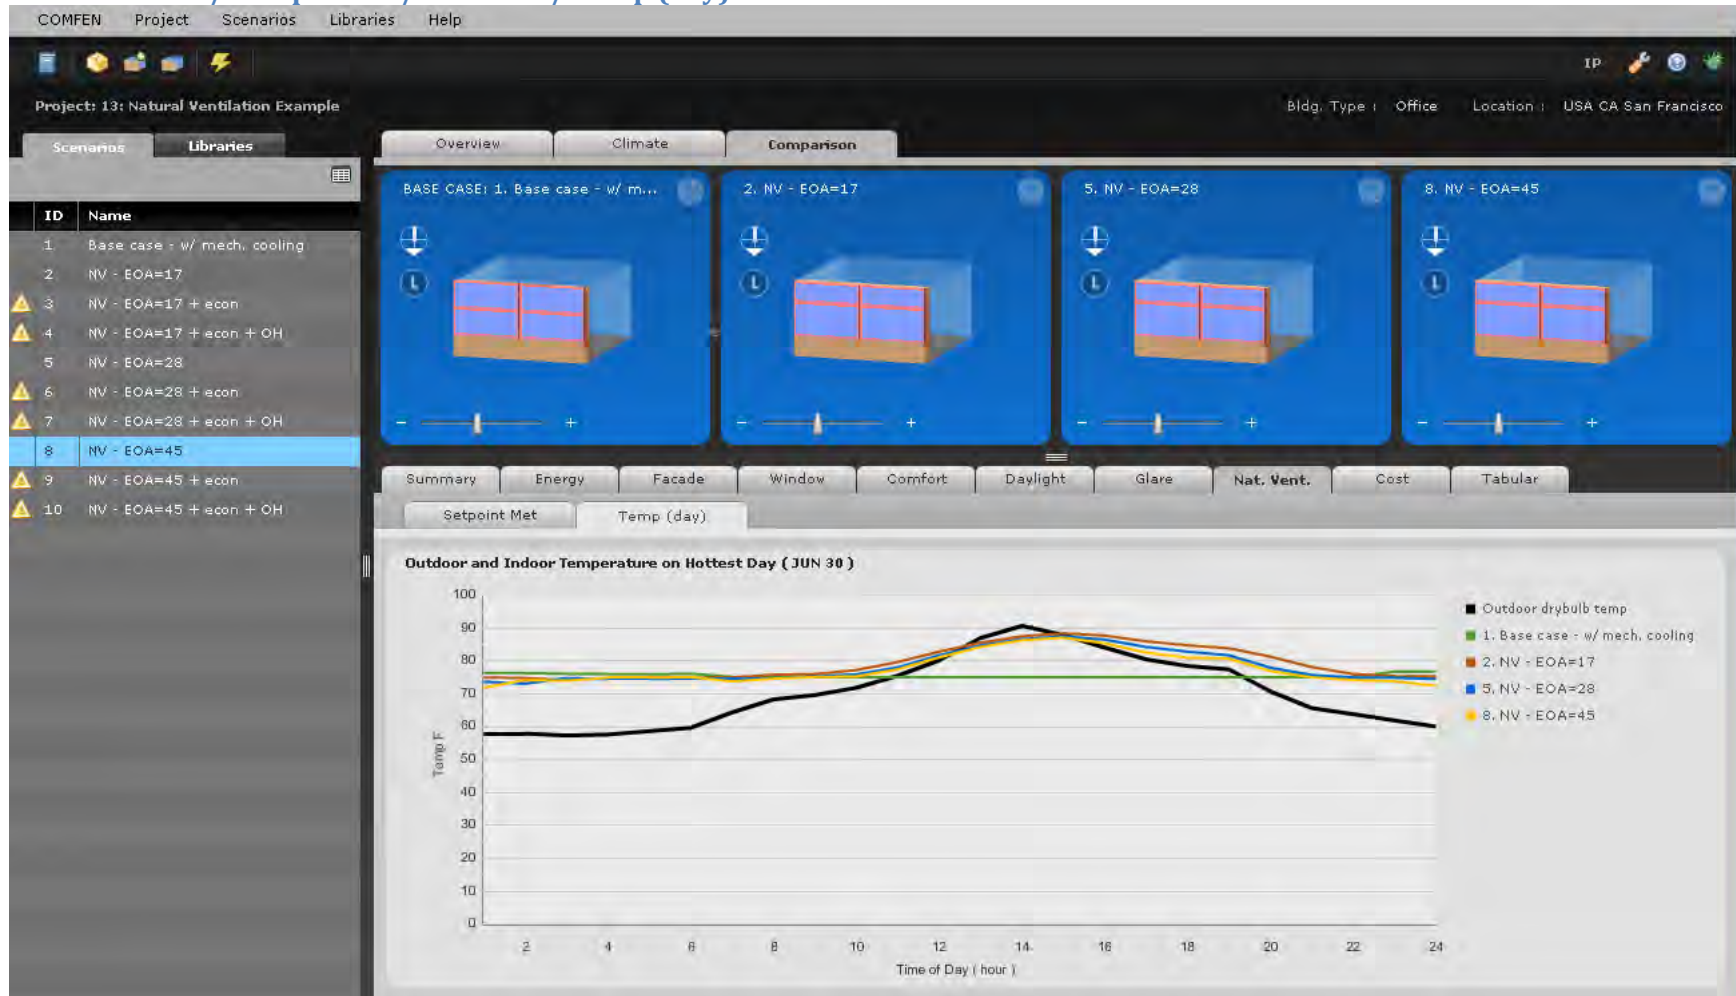 COMFEN Project Scenarios Libraries Help
IP
Project: 13: Natural Ventilation Example
Bldg. Type : Office Location : USA CA San Francisco
Scenarios Libraries
Overview Climate Comparison
BASE CASE: 1. Base case - w/ m...
2. NV - EOA=17
5. NV - EOA=28
8. NV - EOA=45
L
L
L
L
- +
- +
- +
- +
ID Name
1 Base case - w/ mech. cooling
2 NV - EOA=17
3 NV - EOA=17 + econ
4 NV - EOA=17 + econ + OH
5 NV - EOA=28
6 NV - EOA=28 + econ
7 NV - EOA=28 + econ + OH
8 NV - EOA=45
9 NV - EOA=45 + econ
10 NV - EOA=45 + econ + OH
Summary Energy Facade Window Comfort Daylight Glare Nat. Vent. Cost Tabular
Setpoint Met Temp (day)
Outdoor and Indoor Temperature on Hottest Day ( JUN 30 )
100
90
80
70
60
50
40
30
20
10
0
Temp F
2 4 6 8 10 12 14 16 18 20 22 24
Time of Day ( hour )
Outdoor drybulb temp
1. Base case - w/ mech. cooling
2. NV - EOA=17
5. NV - EOA=28
8. NV - EOA=45